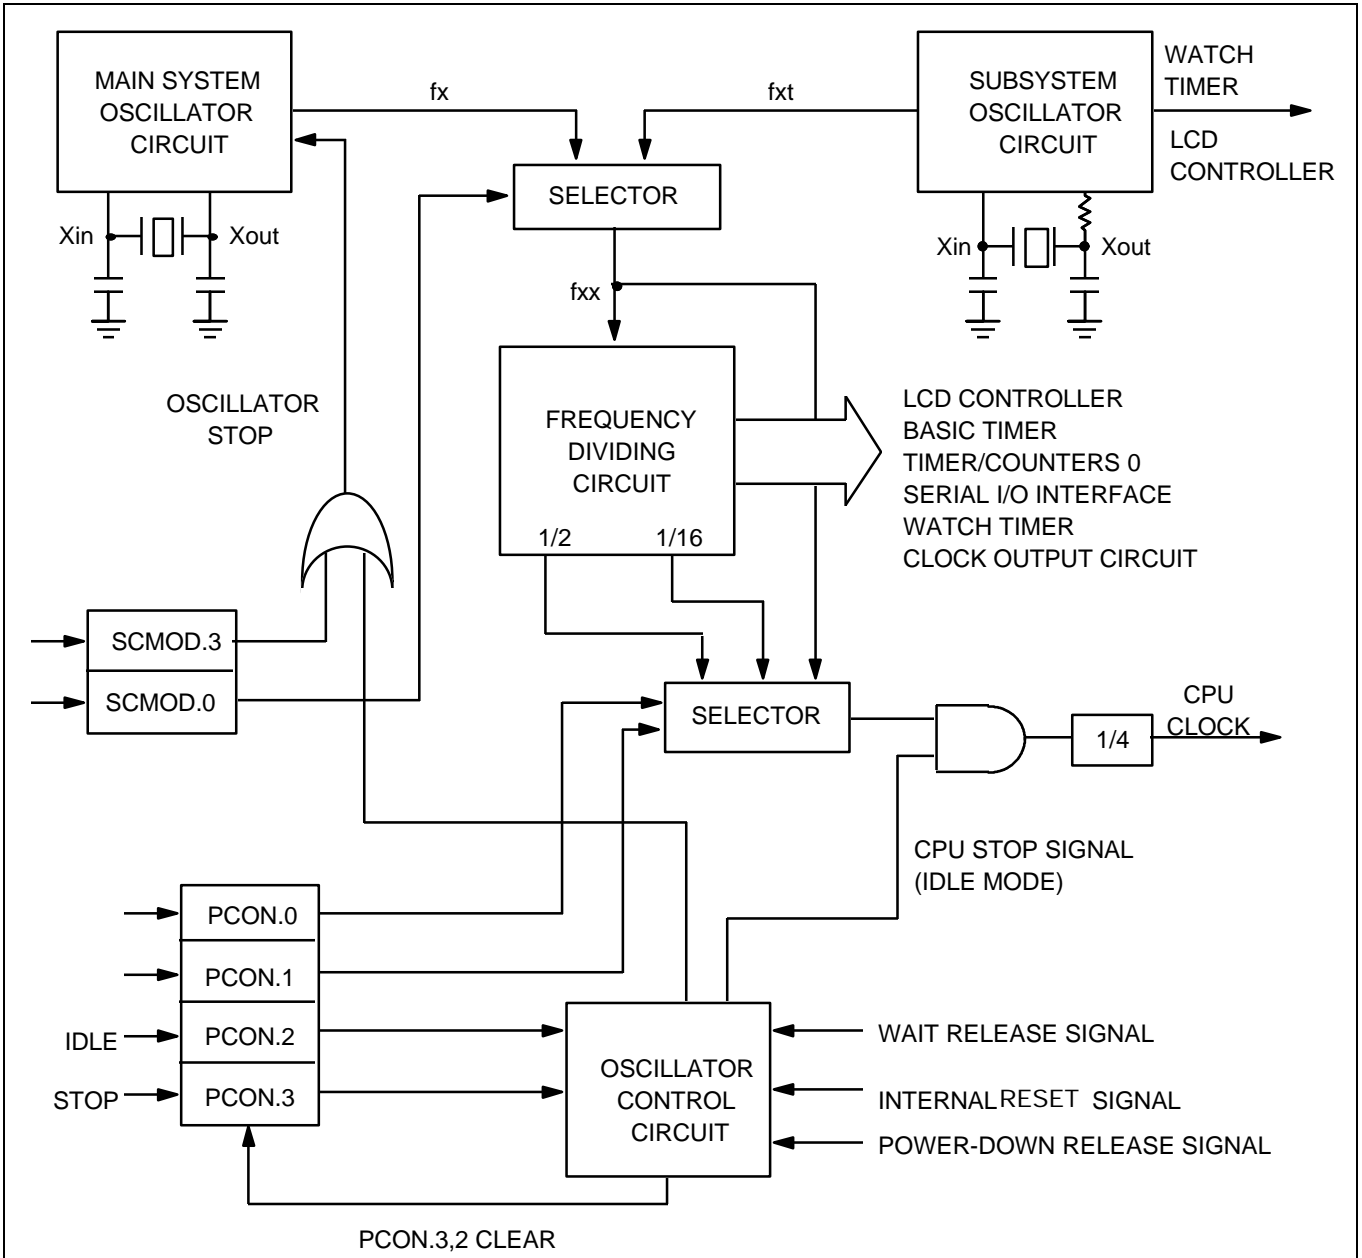 MAIN SYSTEM
OSCILLATOR
CIRCUIT
fx
fxt
SUBSYSTEM
OSCILLATOR
CIRCUIT
WATCH
TIMER
LCD
CONTROLLER
SELECTOR
Xin
Xout
Xin
Xout
fxx
OSCILLATOR
STOP
FREQUENCY
DIVIDING
CIRCUIT
1/2
1/16
LCD CONTROLLER
BASIC TIMER
TIMER/COUNTERS 0
SERIAL I/O INTERFACE
WATCH TIMER
CLOCK OUTPUT CIRCUIT
SCMOD.3
SCMOD.0
SELECTOR
1/4
CPU
CLOCK
CPU STOP SIGNAL
(IDLE MODE)
PCON.0
PCON.1
IDLE
PCON.2
STOP
PCON.3
OSCILLATOR
CONTROL
CIRCUIT
WAIT RELEASE SIGNAL
INTERNAL RESET SIGNAL
POWER-DOWN RELEASE SIGNAL
PCON.3,2 CLEAR